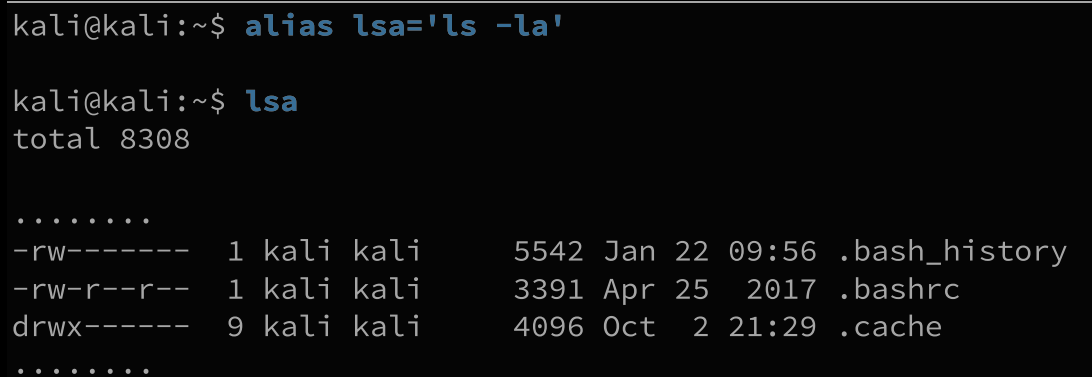 kali@kali:~$ alias lsa='ls -la'
kali@kali:~$ lsa
total 8308
........
-rw-------  1 kali kali     5542 Jan 22 09:56 .bash_history
-rw-r--r--  1 kali kali     3391 Apr 25  2017 .bashrc
drwx------  9 kali kali     4096 Oct  2 21:29 .cache
........